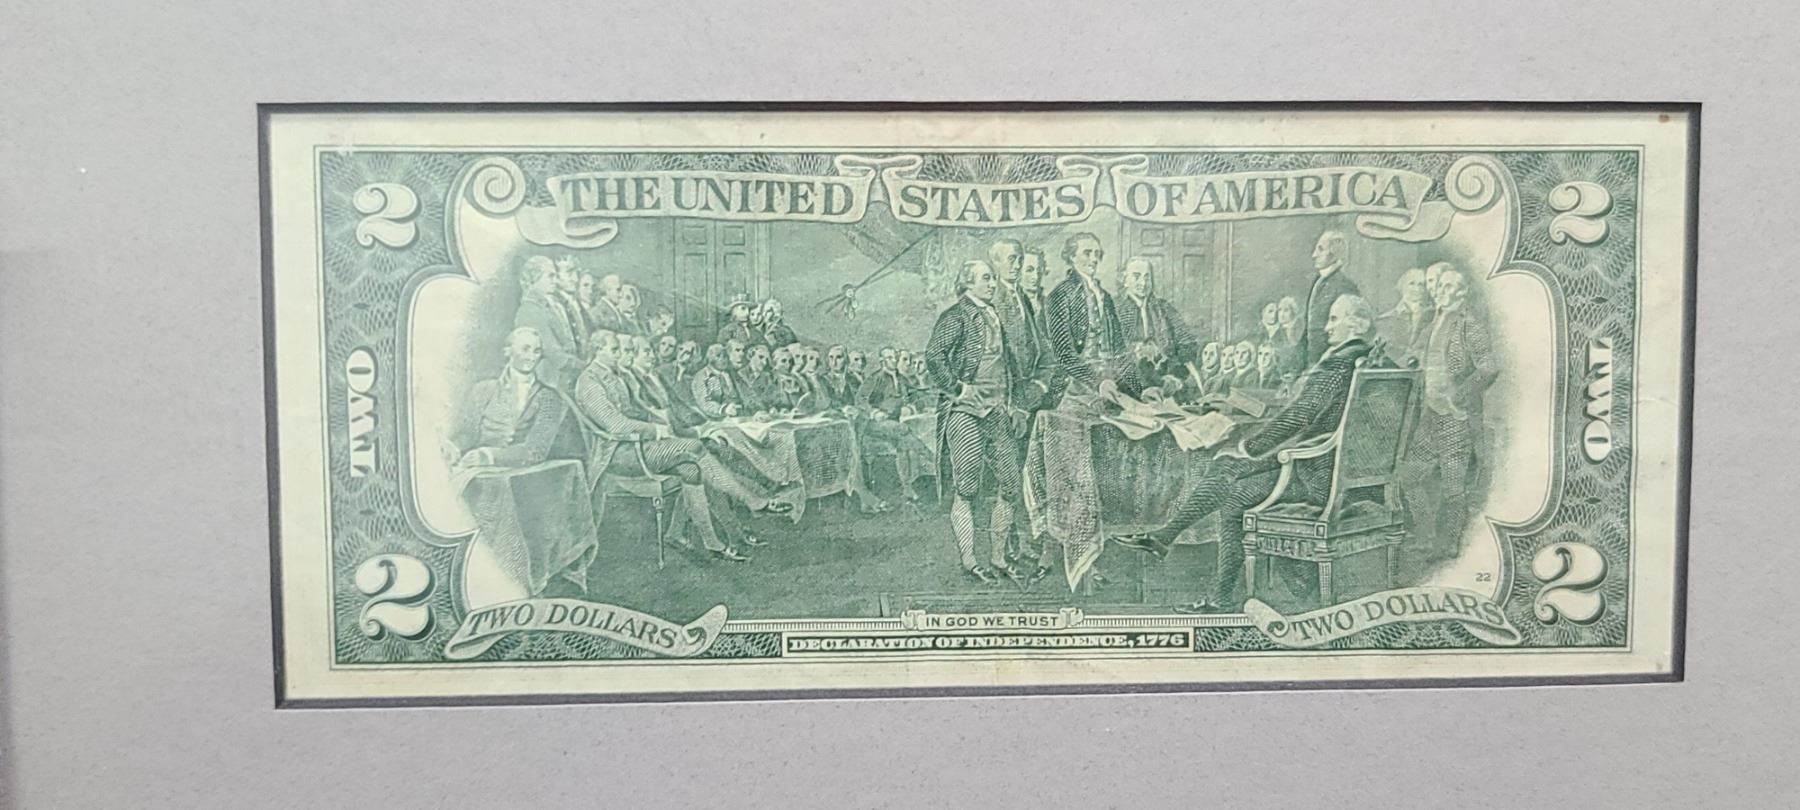 THE UNITED STATES OF AMERICA
2
2
TWO
TWO
2
22
2
TWO DOLLARS
IN GOD WE TRUST
TWO DOLLARS
DECLARATION OF INDEPENDENCE, 1776